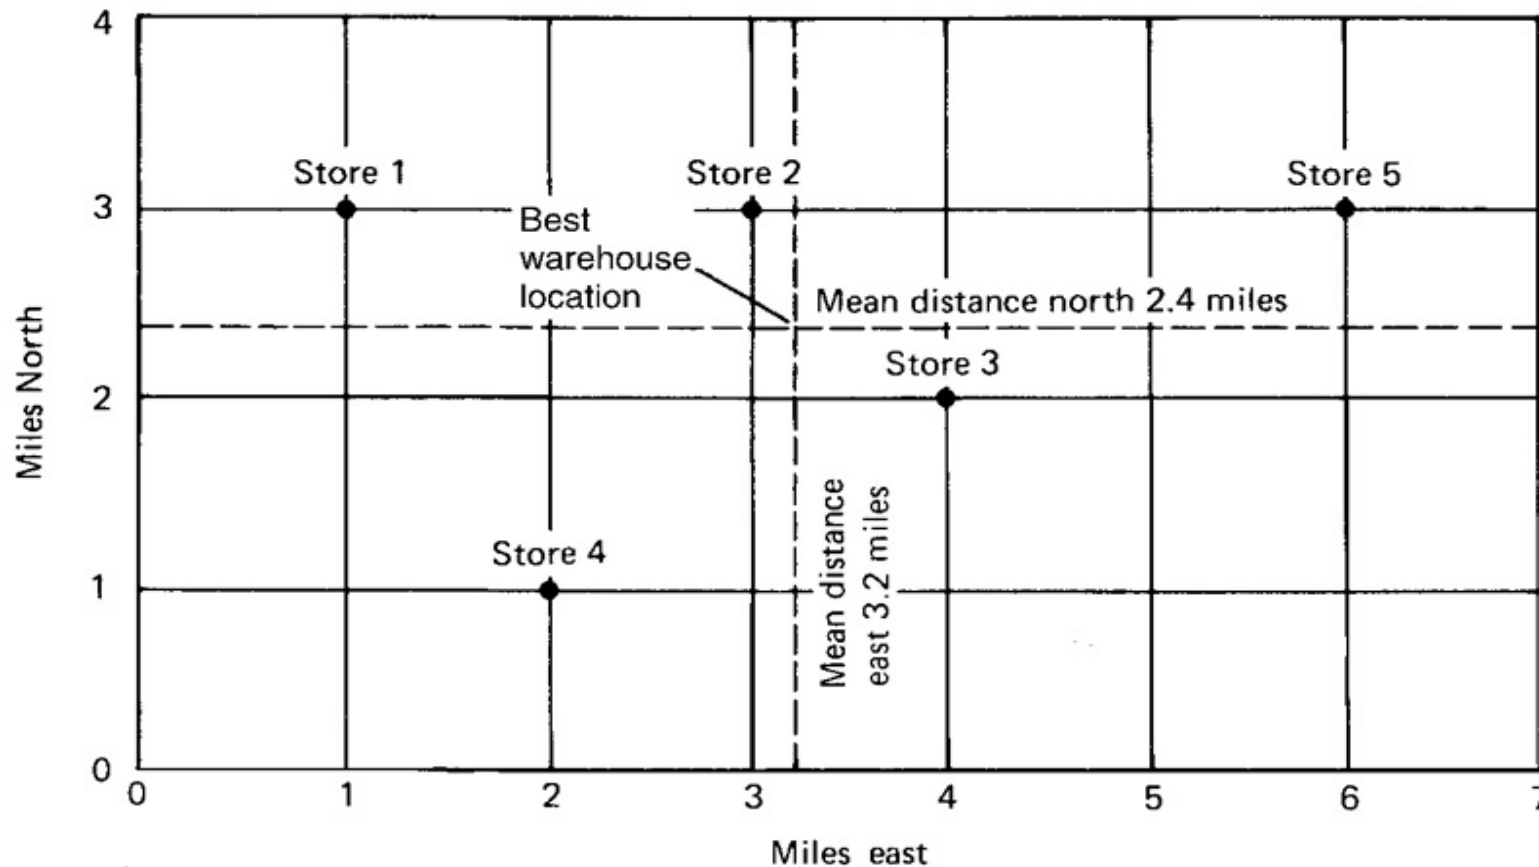 4
Store 1
Store 2
Store 5
3
Best
warehouse
location
Mean distance north 2.4 miles
Store 3
Miles North
2
Mean distance
east 3.2 miles
Store 4
1
0
0 1 2 3 4 5 6 7
Miles east